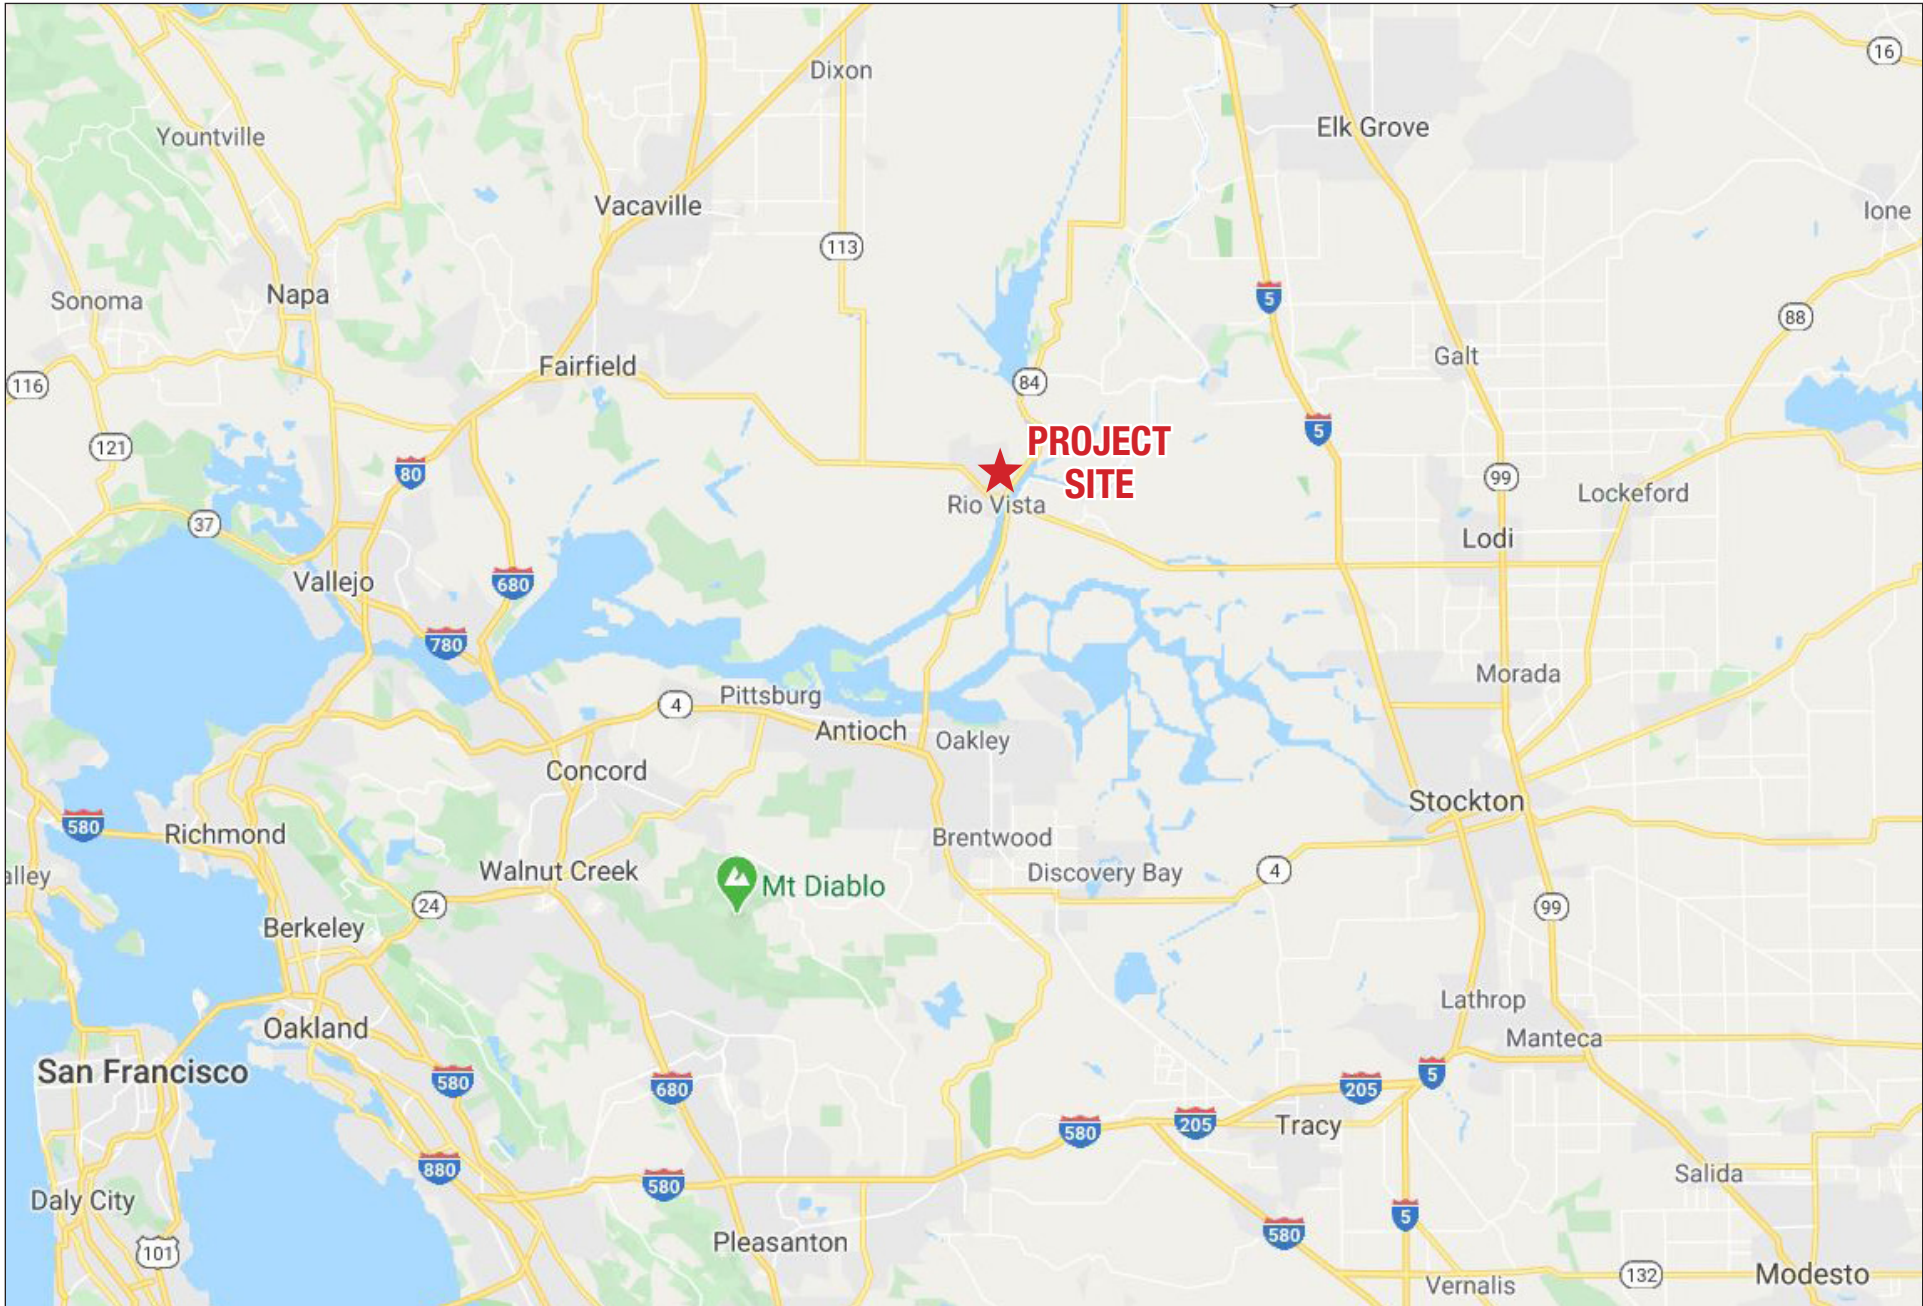 16
Dixon
Elk Grove
Yountville
Vacaville
Ione
113
Sonoma
Napa
5
88
Galt
Fairfield
116
84
121
80
5
PROJECT
SITE
99
Lockeford
Rio Vista
37
Lodi
Vallejo
680
780
Morada
Pittsburg
4
Antioch
Oakley
Concord
Stockton
580
Richmond
Brentwood
Walnut Creek
Discovery Bay
4
alley
Mt Diablo
24
99
Berkeley
Lathrop
Oakland
Manteca
San Francisco
580
680
205
5
580
205
Tracy
880
580
Salida
Daly City
5
580
Pleasanton
101
132
Modesto
Vernalis